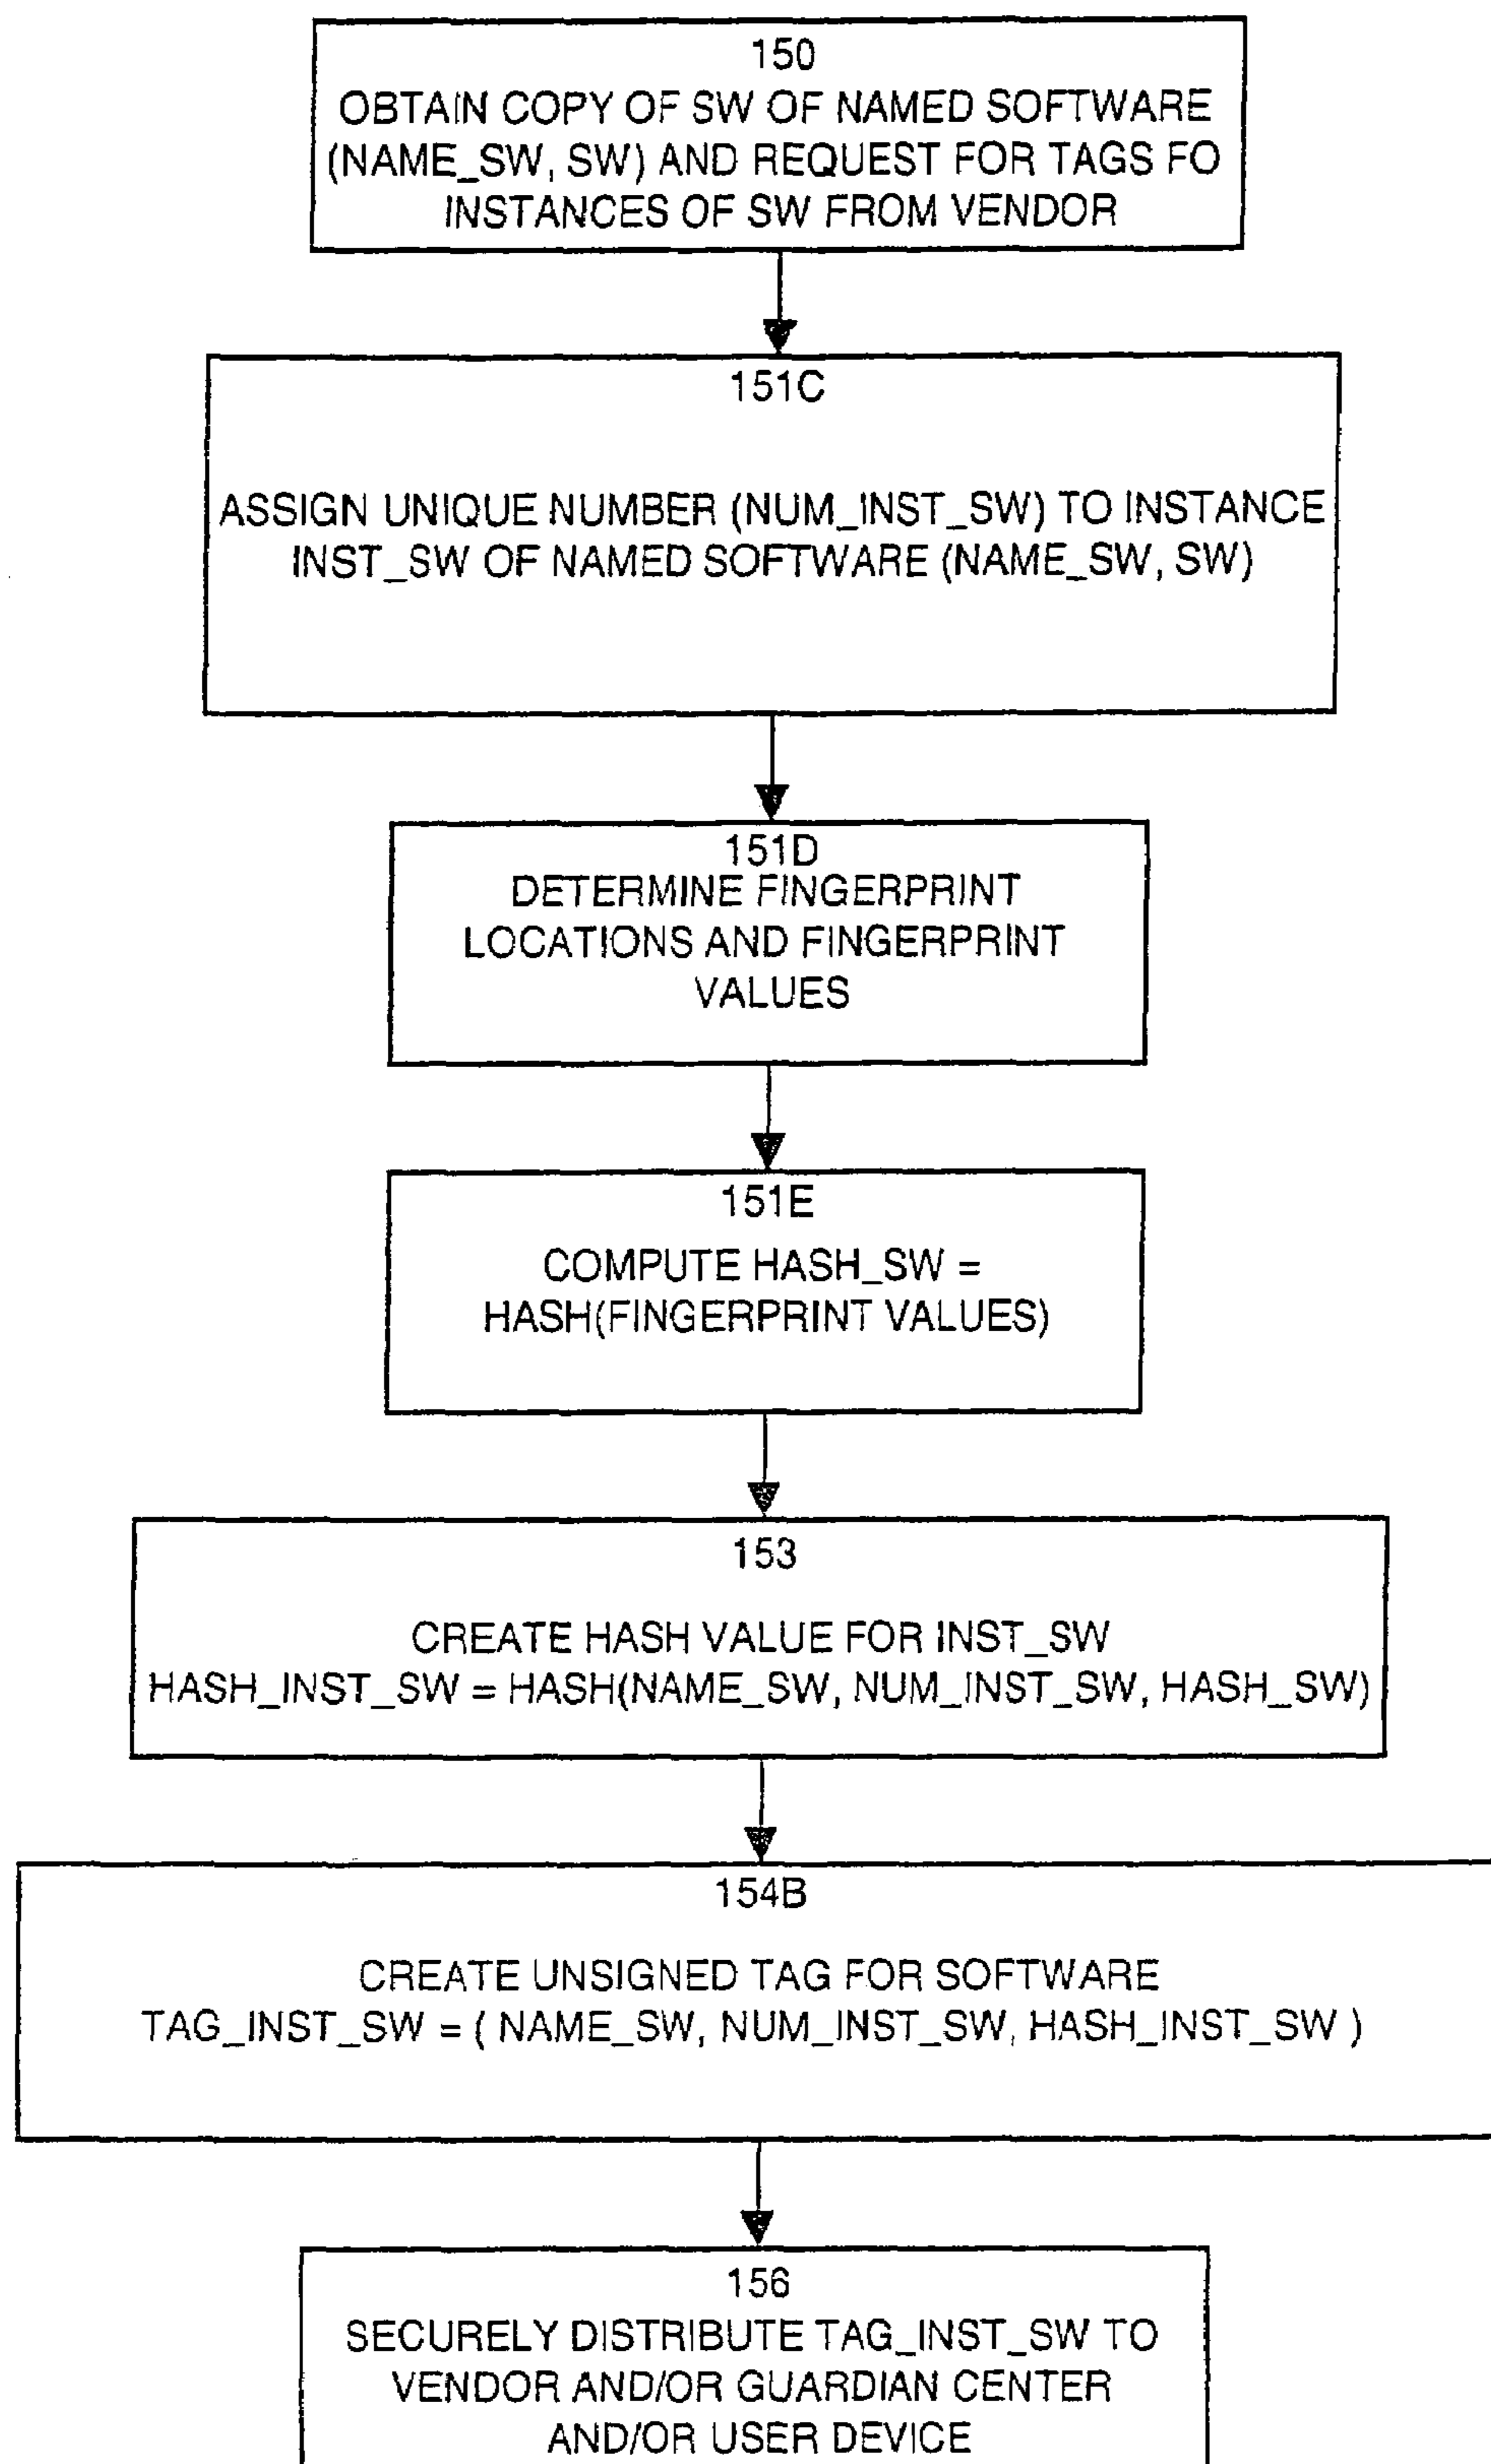 150
OBTAIN COPY OF SW OF NAMED SOFTWARE
(NAME_SW, SW) AND REQUEST FOR TAGS FO
INSTANCES OF SW FROM VENDOR
151C
ASSIGN UNIQUE NUMBER (NUM_INST_SW) TO INSTANCE
INST_SW OF NAMED SOFTWARE (NAME_SW, SW)
151D
DETERMINE FINGERPRINT
LOCATIONS AND FINGERPRINT
VALUES
151E
COMPUTE HASH_SW =
HASH(FINGERPRINT VALUES)
153
CREATE HASH VALUE FOR INST_SW
HASH_INST_SW = HASH(NAME_SW, NUM_INST_SW, HASH_SW)
154B
CREATE UNSIGNED TAG FOR SOFTWARE
TAG_INST_SW = ( NAME_SW, NUM_INST_SW, HASH_INST_SW )
156
SECURELY DISTRIBUTE TAG_INST_SW TO
VENDOR AND/OR GUARDIAN CENTER
AND/OR USER DEVICE